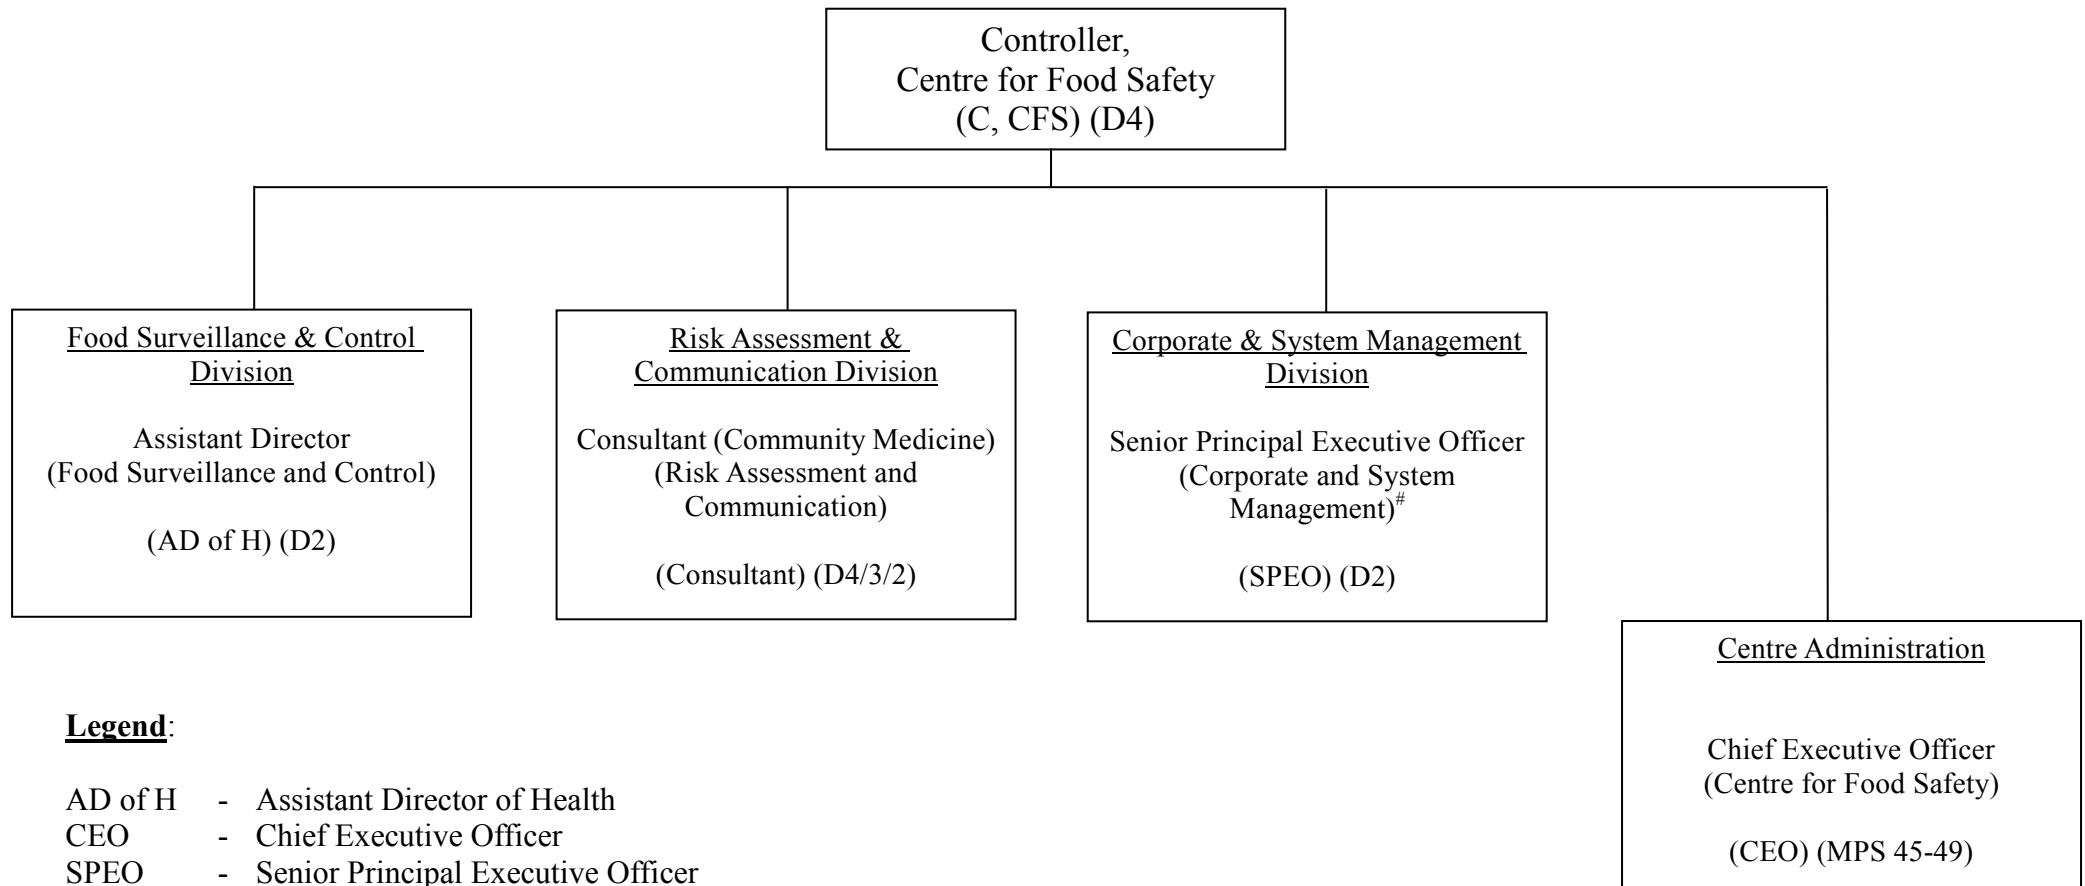 Controller,
Centre for Food Safety
(C, CFS) (D4)
Food Surveillance & Control
Division
Assistant Director
(Food Surveillance and Control)
(AD of H) (D2)
Risk Assessment &
Communication Division
Consultant (Community Medicine)
(Risk Assessment and
Communication)
(Consultant) (D4/3/2)
Corporate & System Management
Division
Senior Principal Executive Officer
(Corporate and System
Management)#
(SPEO) (D2)
Centre Administration
Chief Executive Officer
(Centre for Food Safety)
(CEO) (MPS 45-49)
Legend:
AD of H - Assistant Director of Health
CEO - Chief Executive Officer
SPEO - Senior Principal Executive Officer